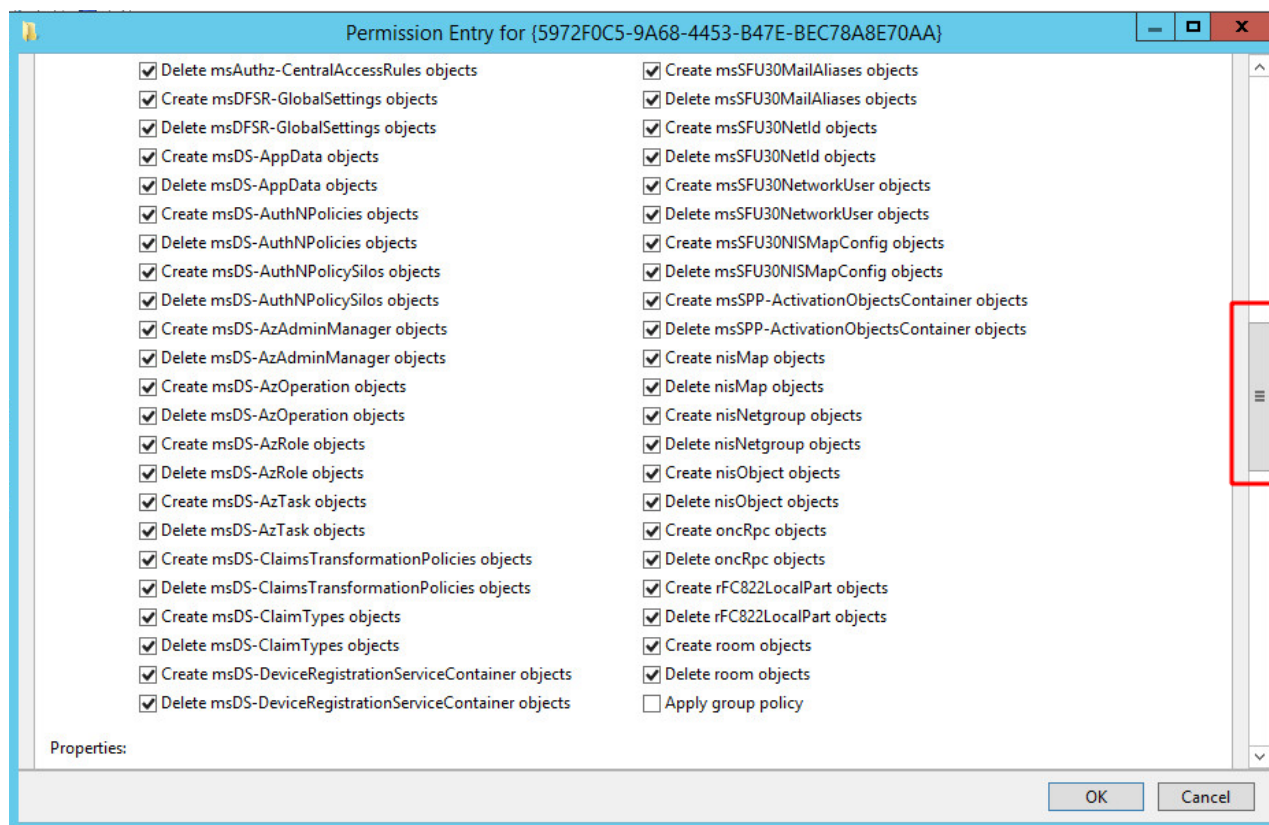 Permission Entry for {5972F0C5-9A68-4453-B47E-BEC78A8E70AA}
Delete msAuthz-CentralAccessRules objects
Create msDFSR-GlobalSettings objects
Delete msDFSR-GlobalSettings objects
Create msDS-AppData objects
Delete msDS-AppData objects
Create msDS-AuthNPolicies objects
Delete msDS-AuthNPolicies objects
Create msDS-AuthNPolicySilos objects
Delete msDS-AuthNPolicySilos objects
Create msDS-AzAdminManager objects
Delete msDS-AzAdminManager objects
Create msDS-AzOperation objects
Delete msDS-AzOperation objects
Create msDS-AzRole objects
Delete msDS-AzRole objects
Create msDS-AzTask objects
Delete msDS-AzTask objects
Create msDS-ClaimsTransformationPolicies objects
Delete msDS-ClaimsTransformationPolicies objects
Create msDS-ClaimTypes objects
Delete msDS-ClaimTypes objects
Create msDS-DeviceRegistrationServiceContainer objects
Delete msDS-DeviceRegistrationServiceContainer objects
Create msSFU30MailAliases objects
Delete msSFU30MailAliases objects
Create msSFU30NetId objects
Delete msSFU30NetId objects
Create msSFU30NetworkUser objects
Delete msSFU30NetworkUser objects
Create msSFU30NISMapConfig objects
Delete msSFU30NISMapConfig objects
Create msSPP-ActivationObjectsContainer objects
Delete msSPP-ActivationObjectsContainer objects
Create nisMap objects
Delete nisMap objects
Create nisNetgroup objects
Delete nisNetgroup objects
Create nisObject objects
Delete nisObject objects
Create oncRpc objects
Delete oncRpc objects
Create rFC822LocalPart objects
Delete rFC822LocalPart objects
Create room objects
Delete room objects
Apply group policy
Properties:
OK
Cancel